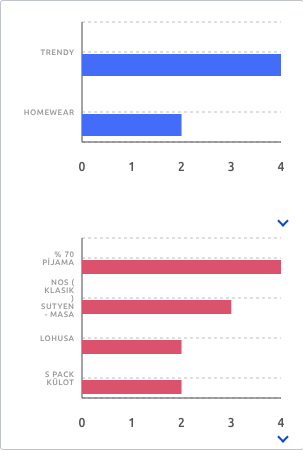 TRENDY
HOMEWEAR
0 1 2 3 4
% 70
PİJAMA
NOS (
KLASIK
)
SUTYEN
- MASA
LOHUSA
S PACK
KÜLOT
0 1 2 3 4